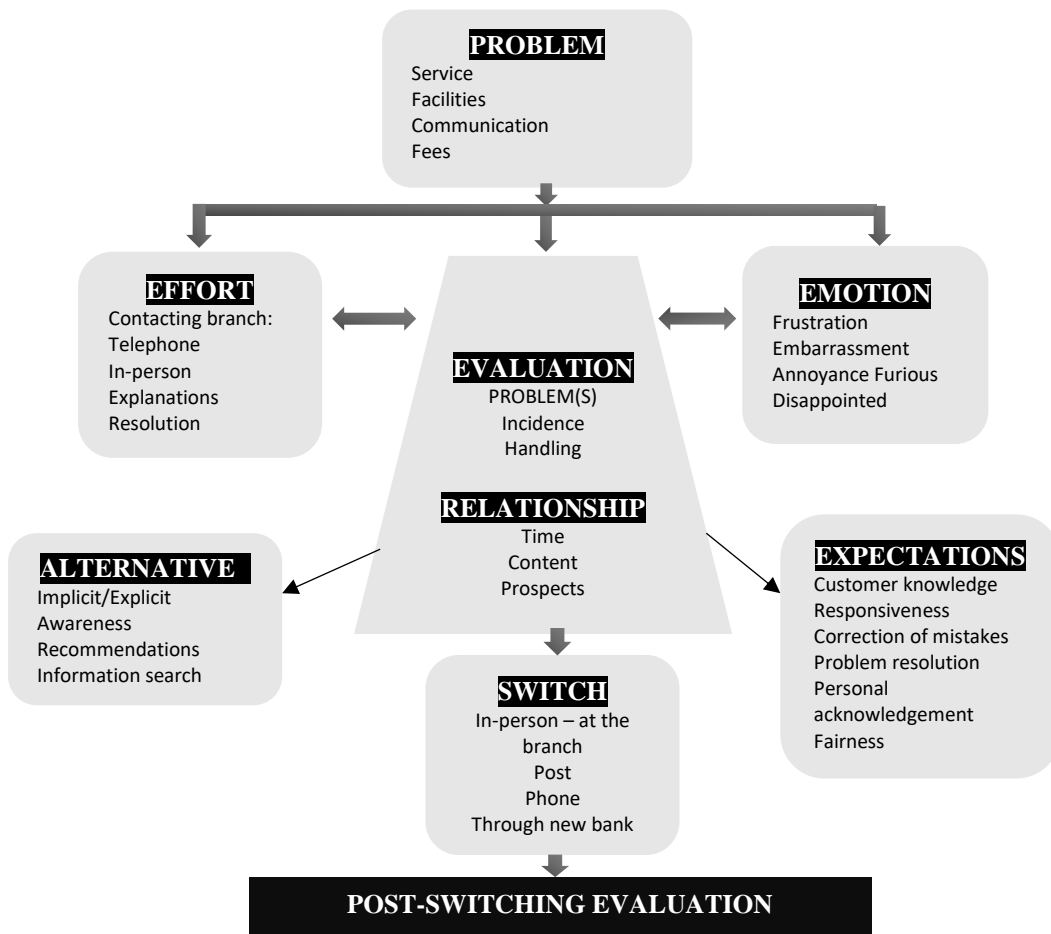 PROBLEM
Service
Facilities
Communication
Fees
EFFORT
Contacting branch:
Telephone
In-person
Explanations
Resolution
EVALUATION
PROBLEM(S)
Incidence
Handling
RELATIONSHIP
Time
Content
Prospects
EMOTION
Frustration
Embarrassment
Annoyance Furious
Disappointed
ALTERNATIVE
Implicit/Explicit
Awareness
Recommendations
Information search
EXPECTATIONS
Customer knowledge
Responsiveness
Correction of mistakes
Problem resolution
Personal
acknowledgement
Fairness
SWITCH
In-person – at the
branch
Post
Phone
Through new bank
POST-SWITCHING EVALUATION